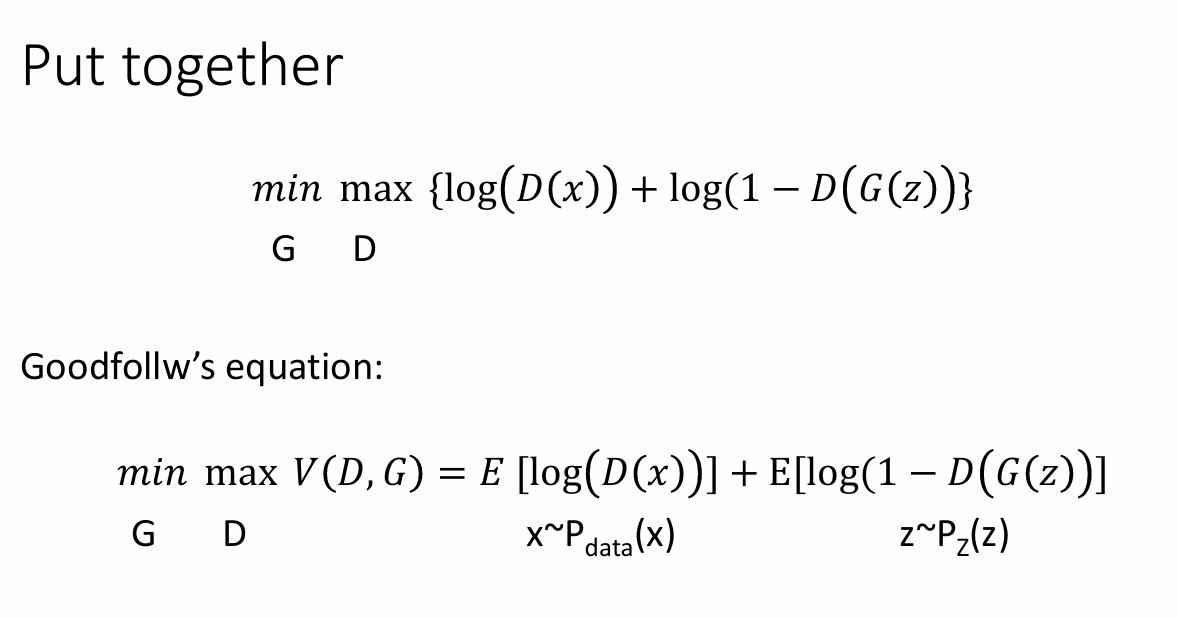 Put together
min max {log(D(x)) + log(1 − D(G(z))}
G D
Goodfollw's equation:
min max V(D, G) = E [log(D(x))] + E[log(1 − D(G(z))]
G D x~Pdata(x) z~PZ(z)